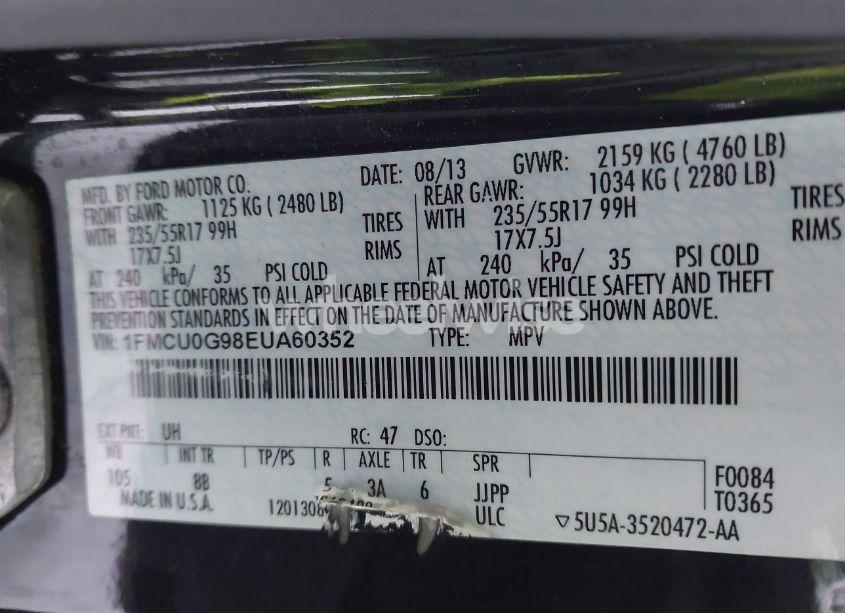 MFD. BY FORD MOTOR CO.
DATE: 08/13 GVWR: 2159 KG ( 4760 LB)
FRONT GAWR: 1125 KG ( 2480 LB) REAR GAWR: 1034 KG ( 2280 LB)
WITH 235/55R17 99H TIRES WITH 235/55R17 99H TIRES
17X7.5J RIMS 17X7.5J RIMS
AT 240 kPa/ 35 PSI COLD AT 240 kPa/ 35 PSI COLD
THIS VEHICLE CONFORMS TO ALL APPLICABLE FEDERAL MOTOR VEHICLE SAFETY AND THEFT
PREVENTION STANDARDS IN EFFECT ON THE DATE OF MANUFACTURE SHOWN ABOVE.
VIN: 1FMCU0G98EUA60352 TYPE: MPV
EXT PNT: UH RC: 47 DSO:
WB INT TR TP/PS R AXLE TR SPR
105 8B 5 3A 6 JJPP F0084
MADE IN U.S.A. ULC T0365
▽5U5A-3520472-AA